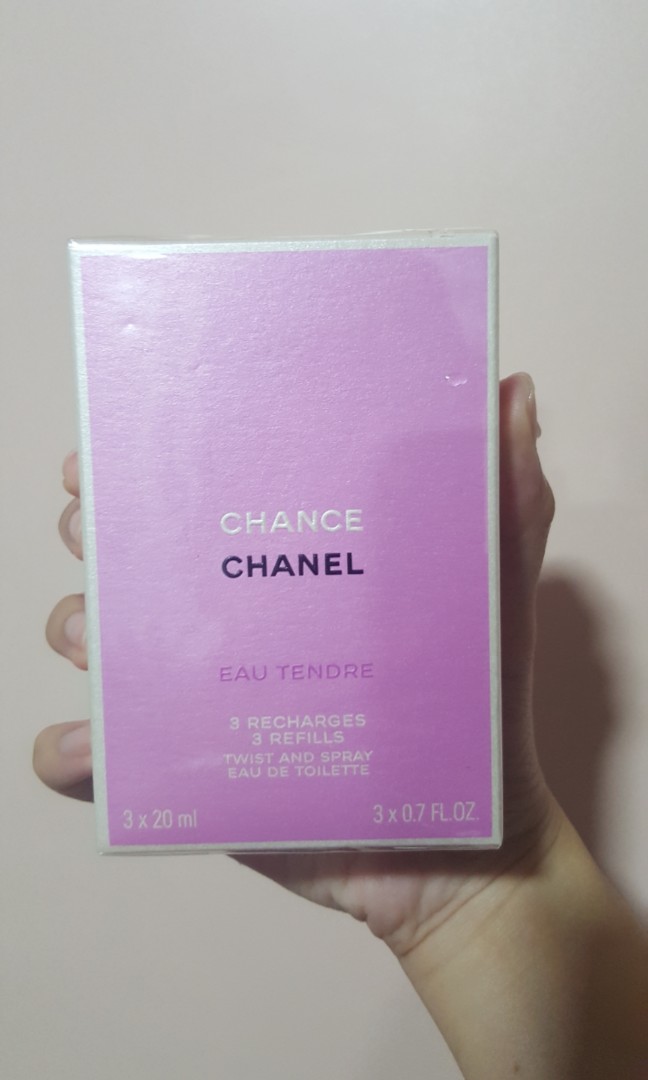 CHANCE
CHANEL
EAU TENDRE
3 RECHARGES
3 REFILLS
TWIST AND SPRAY
EAU DE TOILETTE
3 x 20 ml 3 x 0.7 FL.OZ.